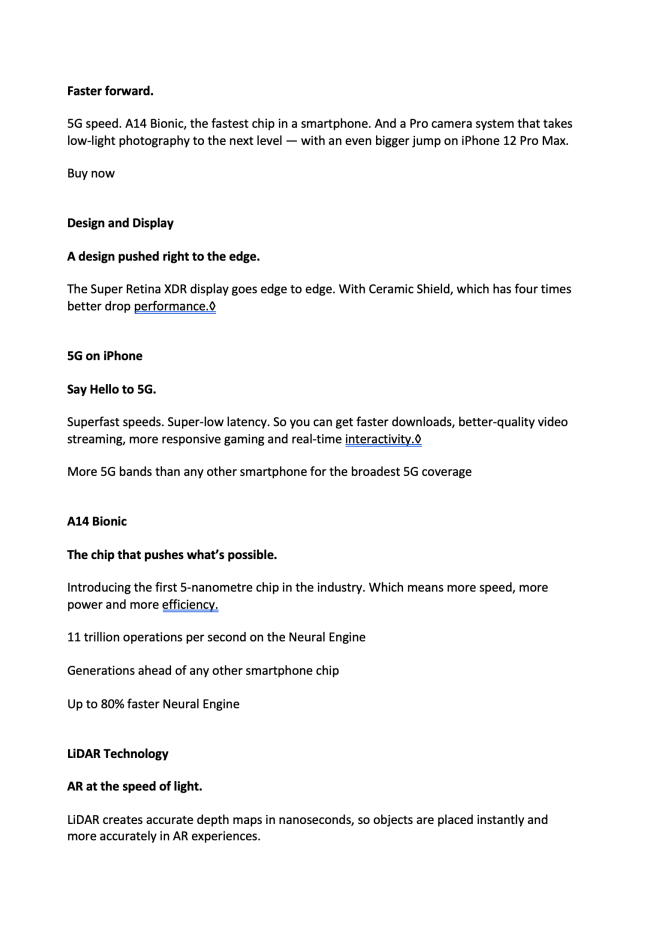 Faster forward.
5G speed. A14 Bionic, the fastest chip in a smartphone. And a Pro camera system that takes
low-light photography to the next level — with an even bigger jump on iPhone 12 Pro Max.
Buy now
Design and Display
A design pushed right to the edge.
The Super Retina XDR display goes edge to edge. With Ceramic Shield, which has four times
better drop performance.◊
5G on iPhone
Say Hello to 5G.
Superfast speeds. Super-low latency. So you can get faster downloads, better-quality video
streaming, more responsive gaming and real-time interactivity.◊
More 5G bands than any other smartphone for the broadest 5G coverage
A14 Bionic
The chip that pushes what’s possible.
Introducing the first 5-nanometre chip in the industry. Which means more speed, more
power and more efficiency.
11 trillion operations per second on the Neural Engine
Generations ahead of any other smartphone chip
Up to 80% faster Neural Engine
LiDAR Technology
AR at the speed of light.
LiDAR creates accurate depth maps in nanoseconds, so objects are placed instantly and
more accurately in AR experiences.